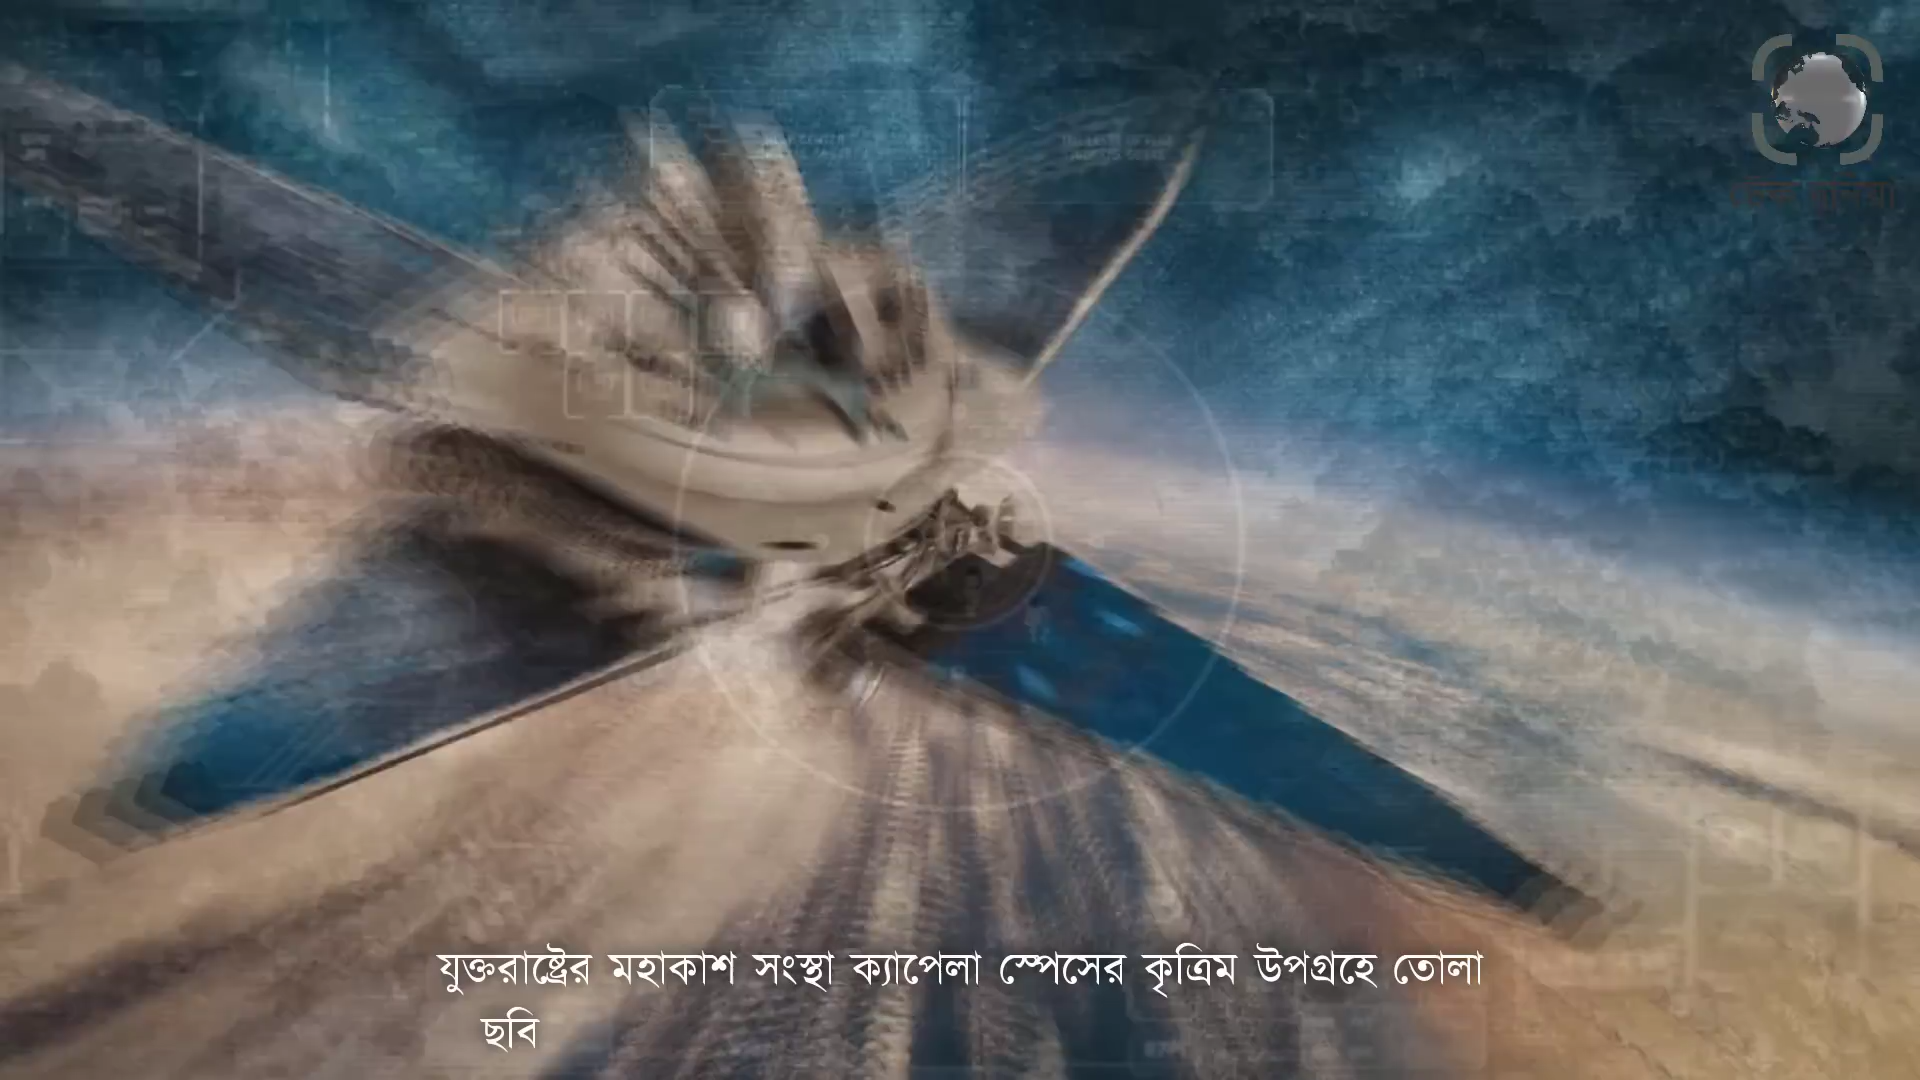 যুক্তরাষ্ট্রের মহাকাশ সংস্থা ক্যাপেলা স্পেসের কৃত্রিম উপগ্রহে তোলা
ছবি